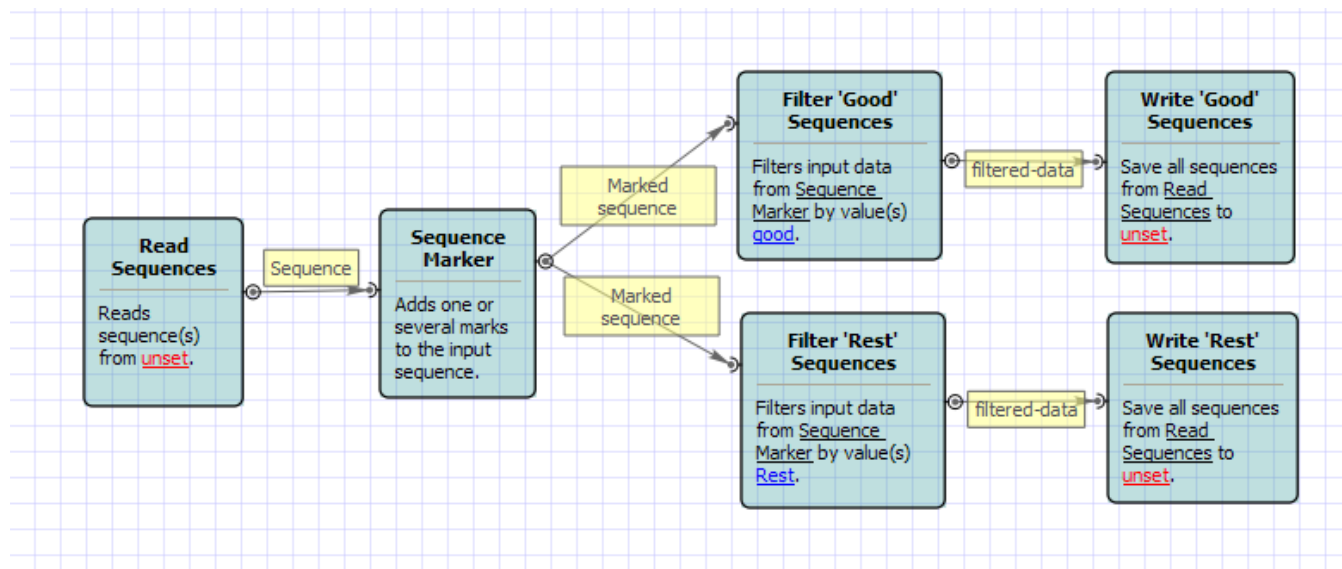 Read
Sequences
Reads
sequence(s)
from unset.
Sequence
Sequence
Marker
Adds one or
several marks
to the input
sequence.
Marked
sequence
Marked
sequence
Filter 'Good'
Sequences
Filters input data
from Sequence
Marker by value(s)
good.
filtered-data
Write 'Good'
Sequences
Save all sequences
from Read
Sequences to
unset.
Filter 'Rest'
Sequences
Filters input data
from Sequence
Marker by value(s)
Rest.
filtered-data
Write 'Rest'
Sequences
Save all sequences
from Read
Sequences to
unset.